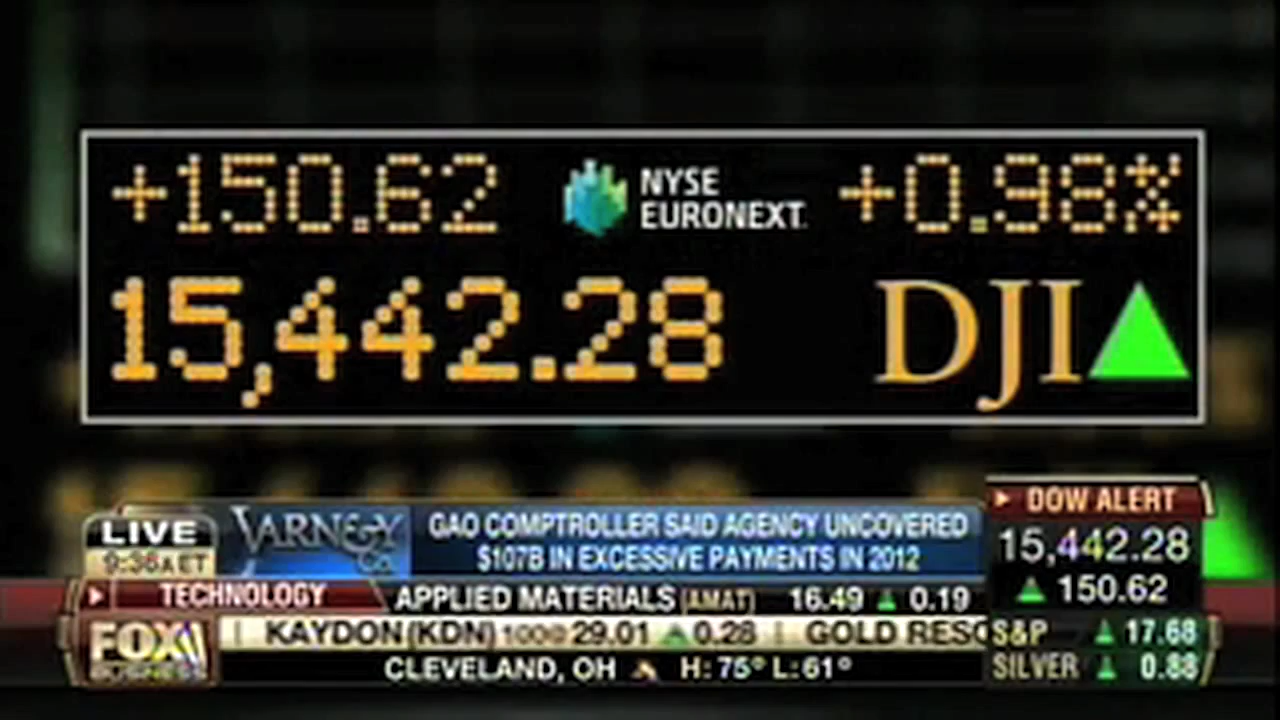 +150.62 NYSE EURONEXT. +0.98%
15,442.28 DJI
DOW ALERT
15,442.28
150.62
S&P 17.68
SILVER 0.88
LIVE
9:36A ET
VARNEY & Co.
GAO COMPTROLLER SAID AGENCY UNCOVERED
$107B IN EXCESSIVE PAYMENTS IN 2012
TECHNOLOGY APPLIED MATERIALS (AMAT) 16.49 0.19
FOX
BUSINESS
KAYDON(KDN) 100@29.01 0.28 | GOLD RESO
CLEVELAND, OH H: 75° L: 61°